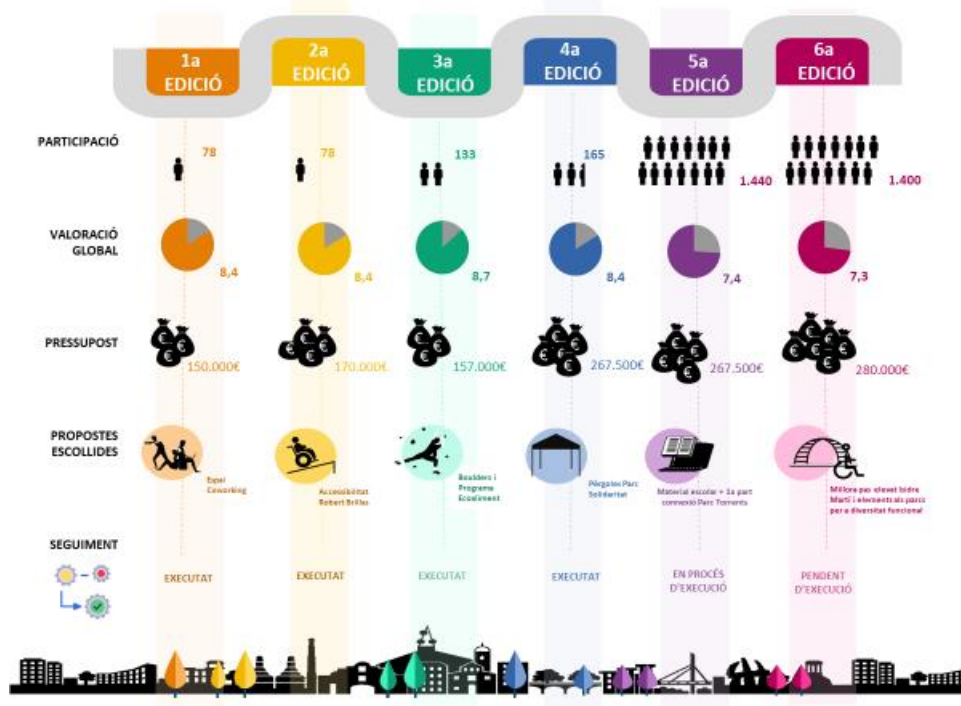 1a
EDICIÓ
2a
EDICIÓ
3a
EDICIÓ
4a
EDICIÓ
5a
EDICIÓ
6a
EDICIÓ
PARTICIPACIÓ
78
78
133
165
1.440
1.400
VALORACIÓ
GLOBAL
8,4
8,4
8,7
8,4
7,4
7,3
PRESSUPOST
150.000€
170.000€
157.000€
267.500€
267.500€
280.000€
PROPOSTES
ESCOLLIDES
Espai
Coworking
Accessibilitat
Robert Brillas
Boulders i
Programa
Ecoaliment
Pèrgoles Parc
Solidaritat
Material escolar + 1a part
connexió Parc Torrents
Millora pas elevat Isidre
Martí i elements als parcs
per a diversitat funcional
SEGUIMENT
EXECUTAT
EXECUTAT
EXECUTAT
EXECUTAT
EN PROCÉS
D'EXECUCIÓ
PENDENT
D'EXECUCIÓ